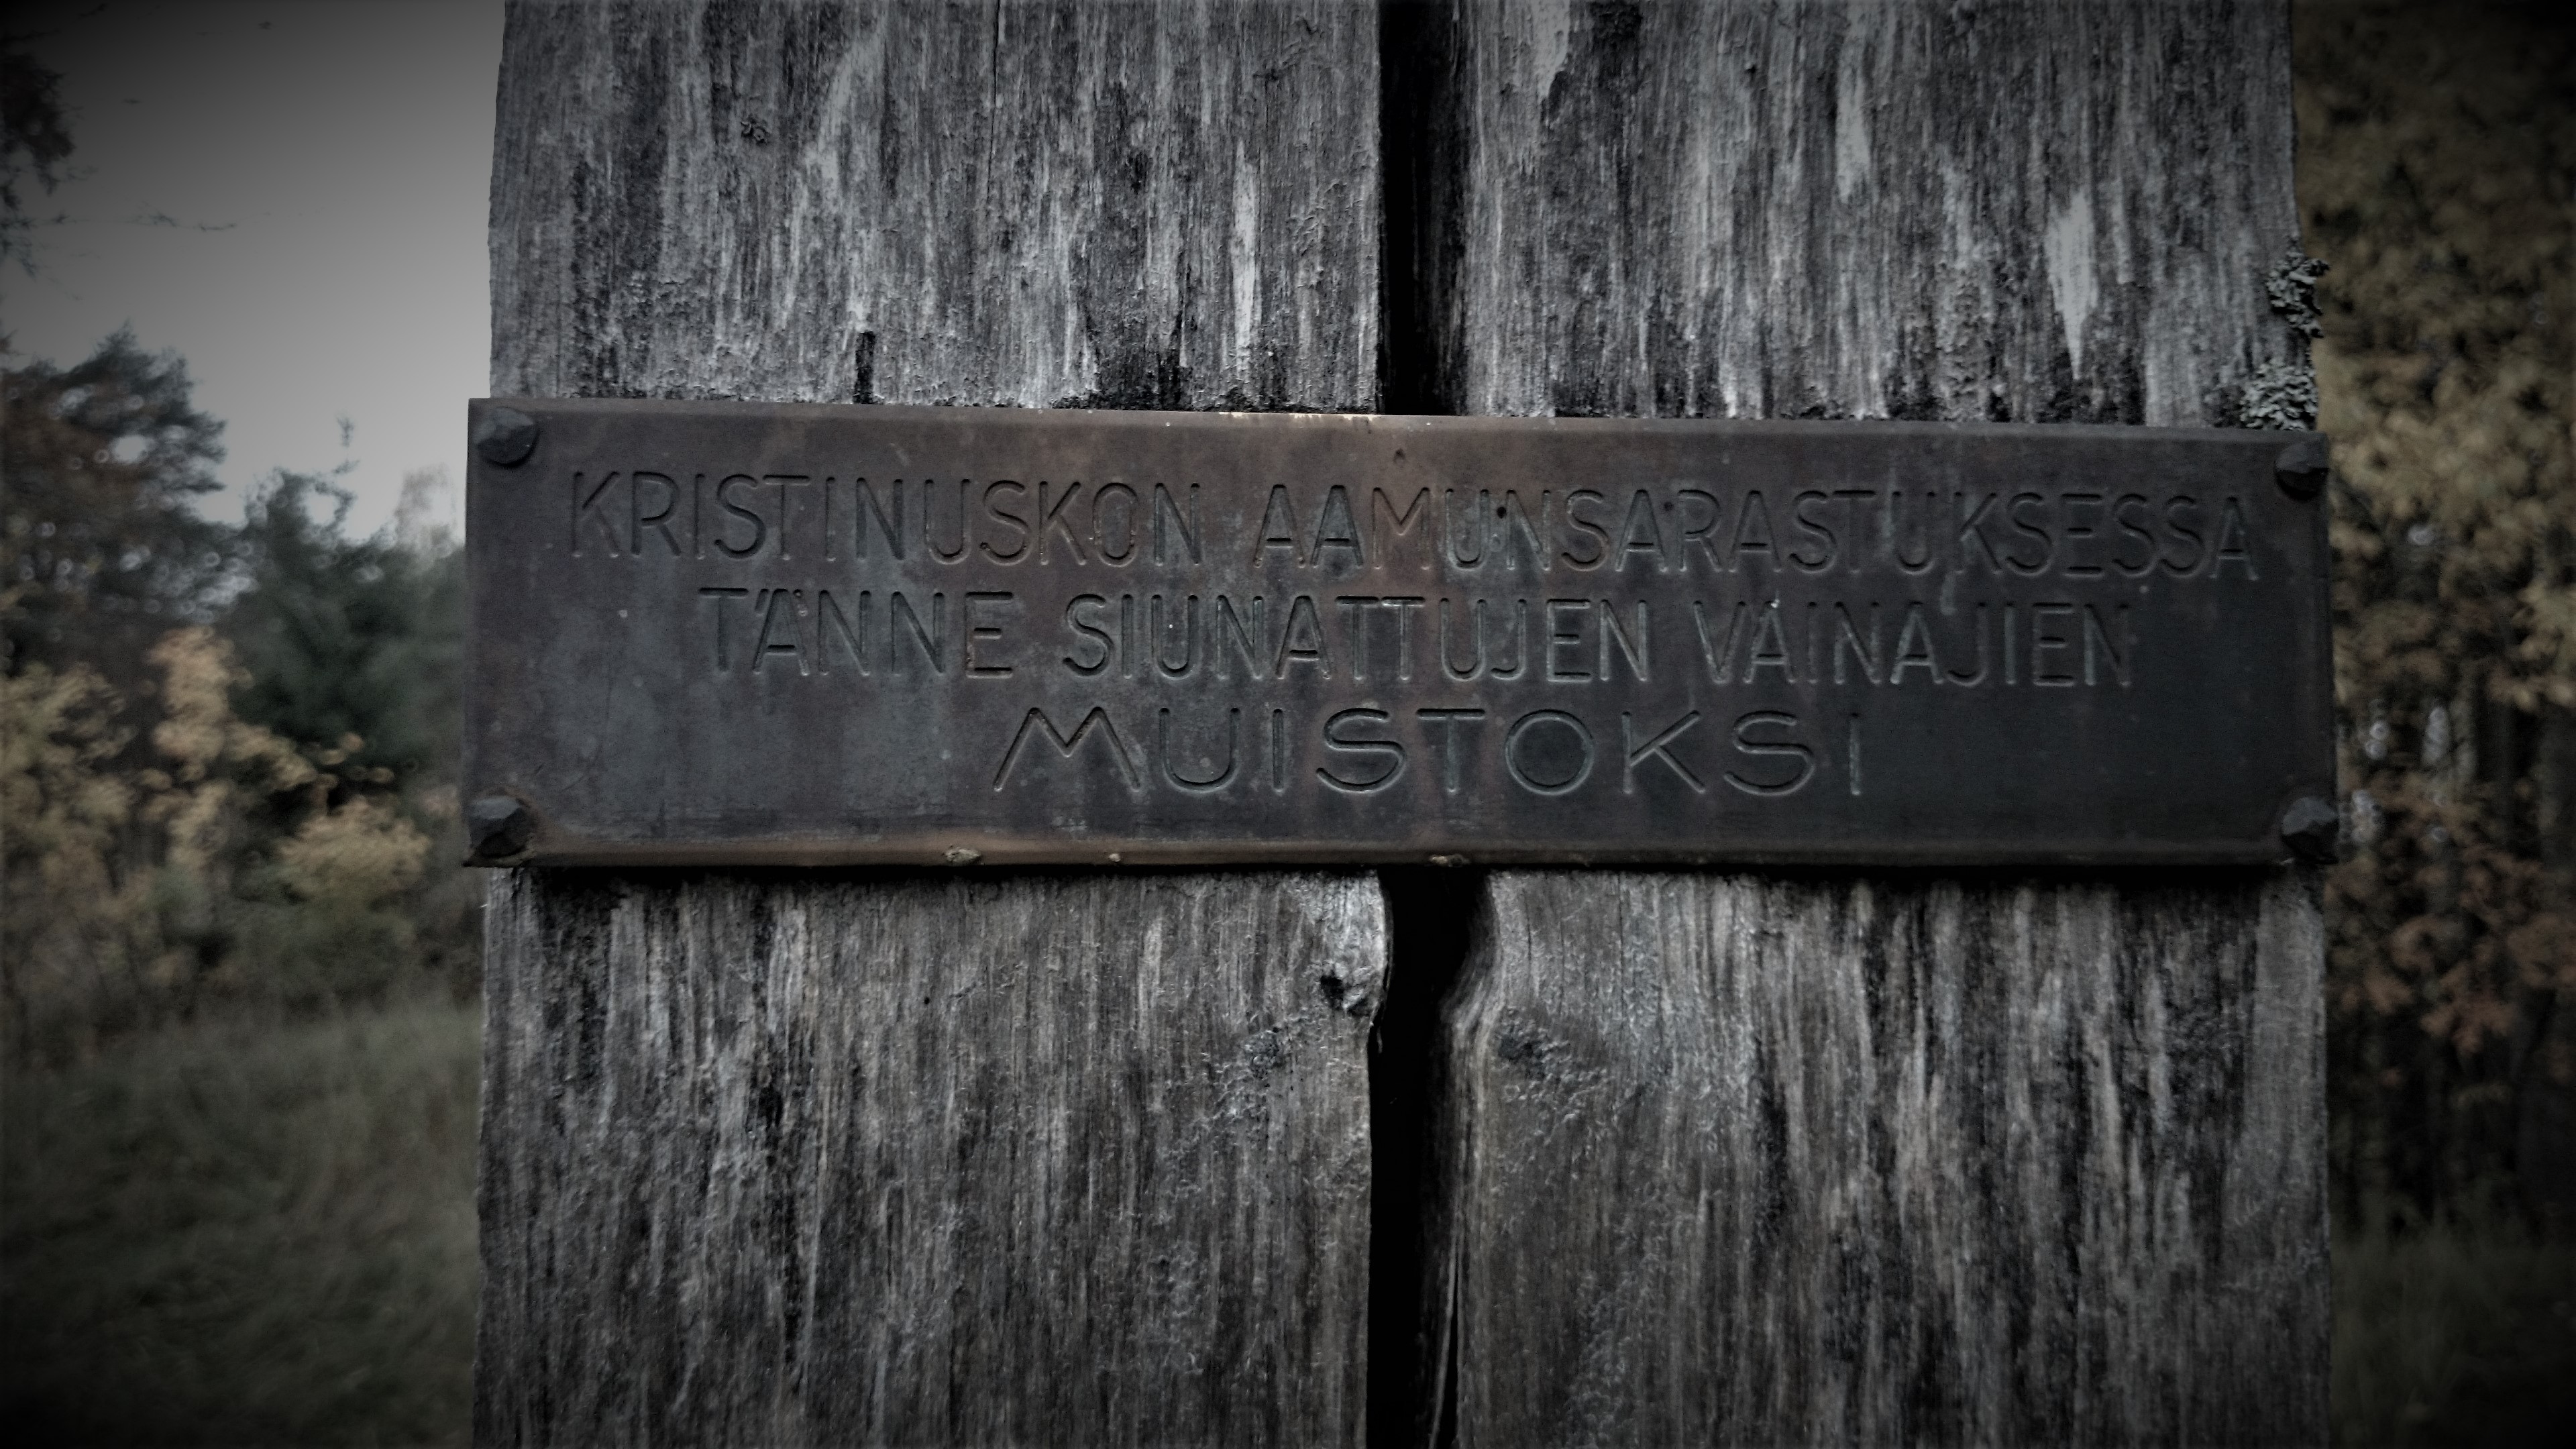 KRISTINUSKON AAMUNSARASTUKSESSA
TÄNNE SIUNATTUJEN VAINAJIEN
MUISTOKSI